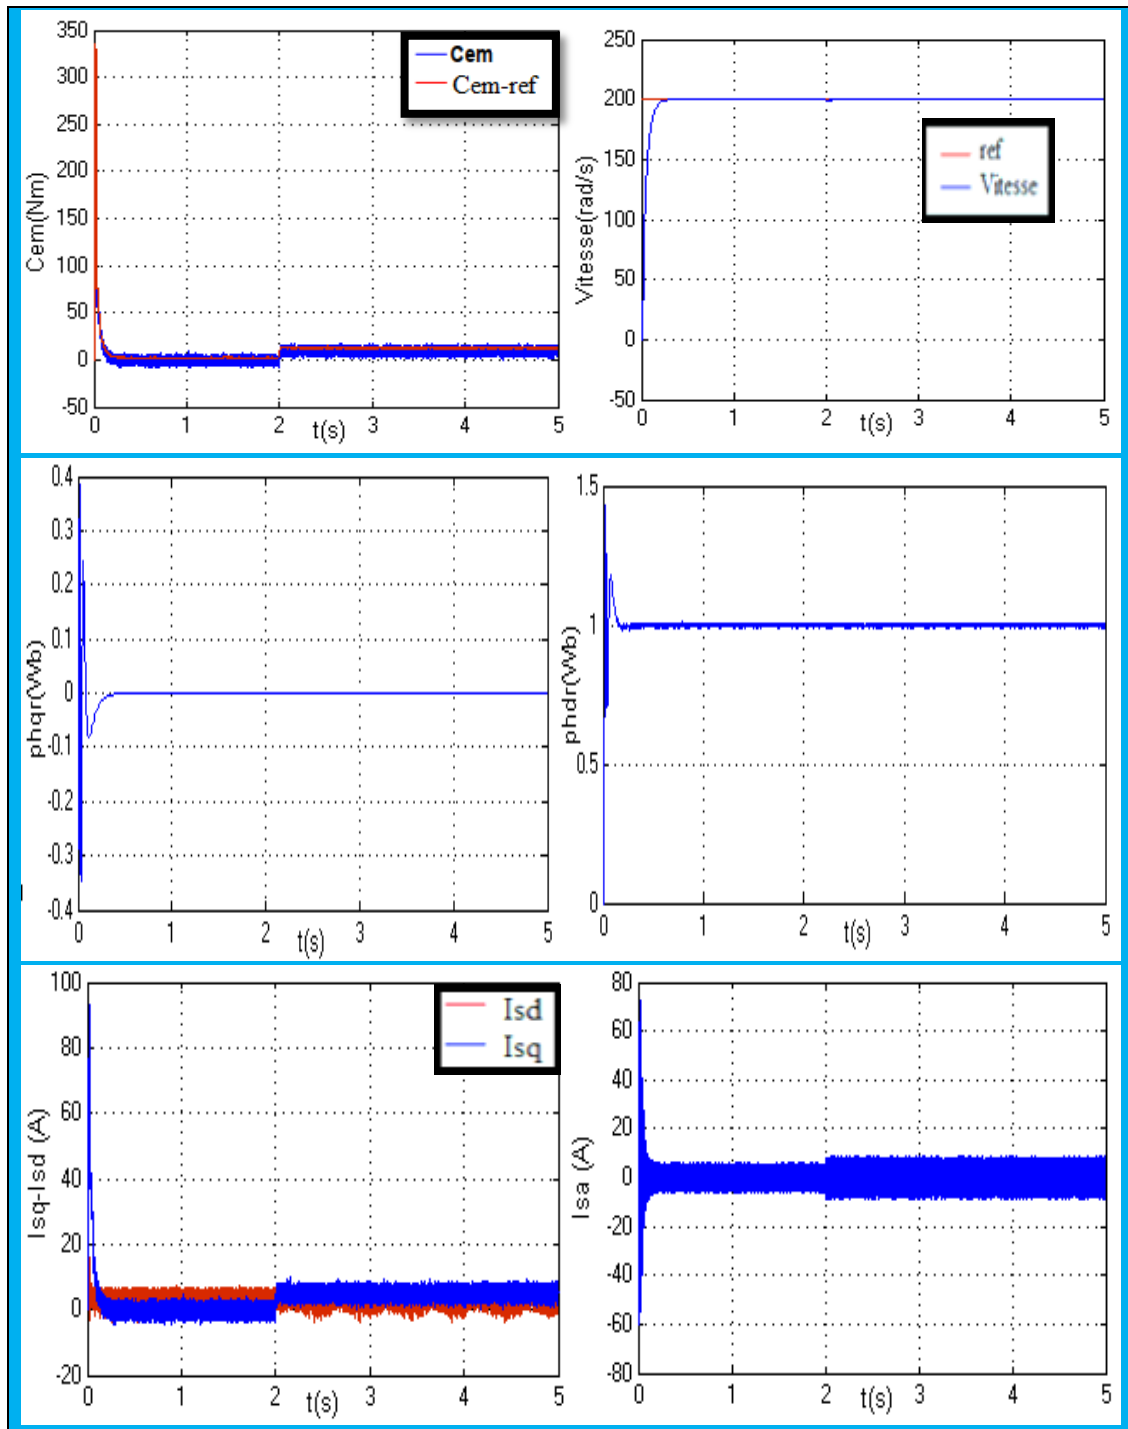 350
300
250
200
150
100
50
0
-50
Cem(Nm)
0 1 2 3 4 5
t(s)
Cem
Cem-ref
250
200
150
100
50
0
-50
Vitesse(rad/s)
0 1 2 3 4 5
t(s)
ref
Vitesse
0.4
0.3
0.2
0.1
0
-0.1
-0.2
-0.3
-0.4
phqr(Wb)
0 1 2 3 4 5
t(s)
1.5
1
0.5
0
phdr(Wb)
0 1 2 3 4 5
t(s)
100
80
60
40
20
0
-20
Isq-Isd (A)
0 1 2 3 4 5
t(s)
Isd
Isq
80
60
40
20
0
-20
-40
-60
-80
Isa (A)
0 1 2 3 4 5
t(s)